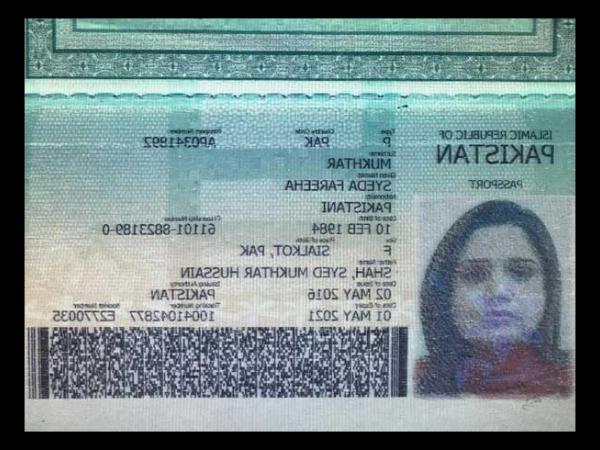 ISLAMIC REPUBLIC OF
PAKISTAN
PASSPORT
Type Country Code Passport Number
P PAK AP0341992
Surname
MUKHTAR
Given Names
SYEDA FAREEHA
Nationality
PAKISTANI
Date of Birth Citizenship Number
10 FEB 1984 61101-8823189-0
Sex Place of Birth
F SIALKOT, PAK
Father Name
SHAH, SYED MUKHTAR HUSSAIN
Date of Issue Issuing Authority
02 MAY 2016 PAKISTAN
Date of Expiry Tracking Number Booklet Number
01 MAY 2021 10041042877 E2770035